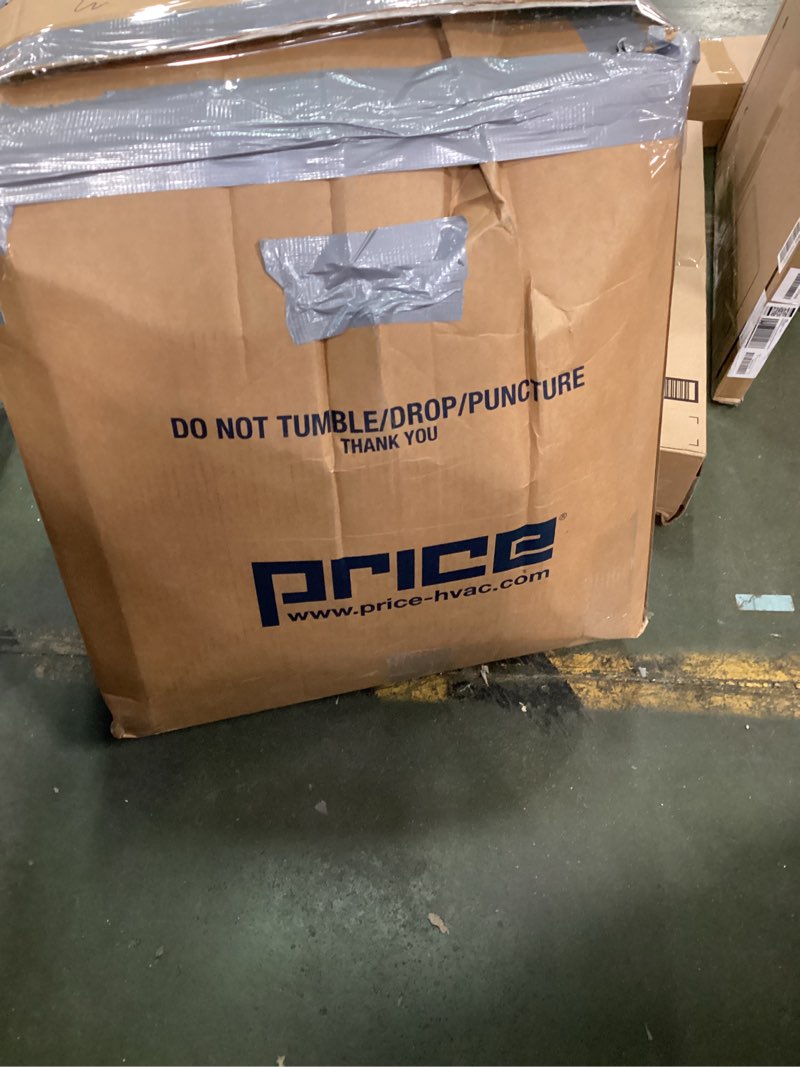 DO NOT TUMBLE/DROP/PUNCTURE
THANK YOU
price®
www.price-hvac.com